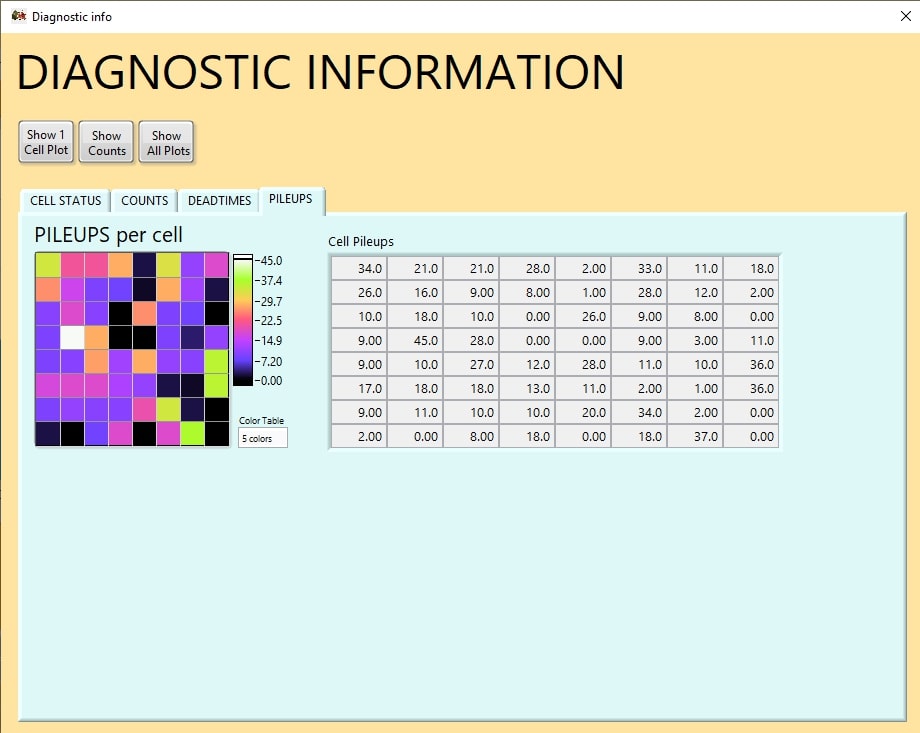 Diagnostic info
DIAGNOSTIC INFORMATION
Show 1
Cell Plot
Show
Counts
Show
All Plots
CELL STATUS
COUNTS
DEADTIMES
PILEUPS
PILEUPS per cell
45.0
37.4
29.7
22.5
14.9
7.20
0.00
Color Table
5 colors
Cell Pileups
34.0 21.0 21.0 28.0 2.00 33.0 11.0 18.0
26.0 16.0 9.00 8.00 1.00 28.0 12.0 2.00
10.0 18.0 10.0 0.00 26.0 9.00 8.00 0.00
9.00 45.0 28.0 0.00 0.00 9.00 3.00 11.0
9.00 10.0 27.0 12.0 28.0 11.0 10.0 36.0
17.0 18.0 18.0 13.0 11.0 2.00 1.00 36.0
9.00 11.0 10.0 10.0 20.0 34.0 2.00 0.00
2.00 0.00 8.00 18.0 0.00 18.0 37.0 0.00